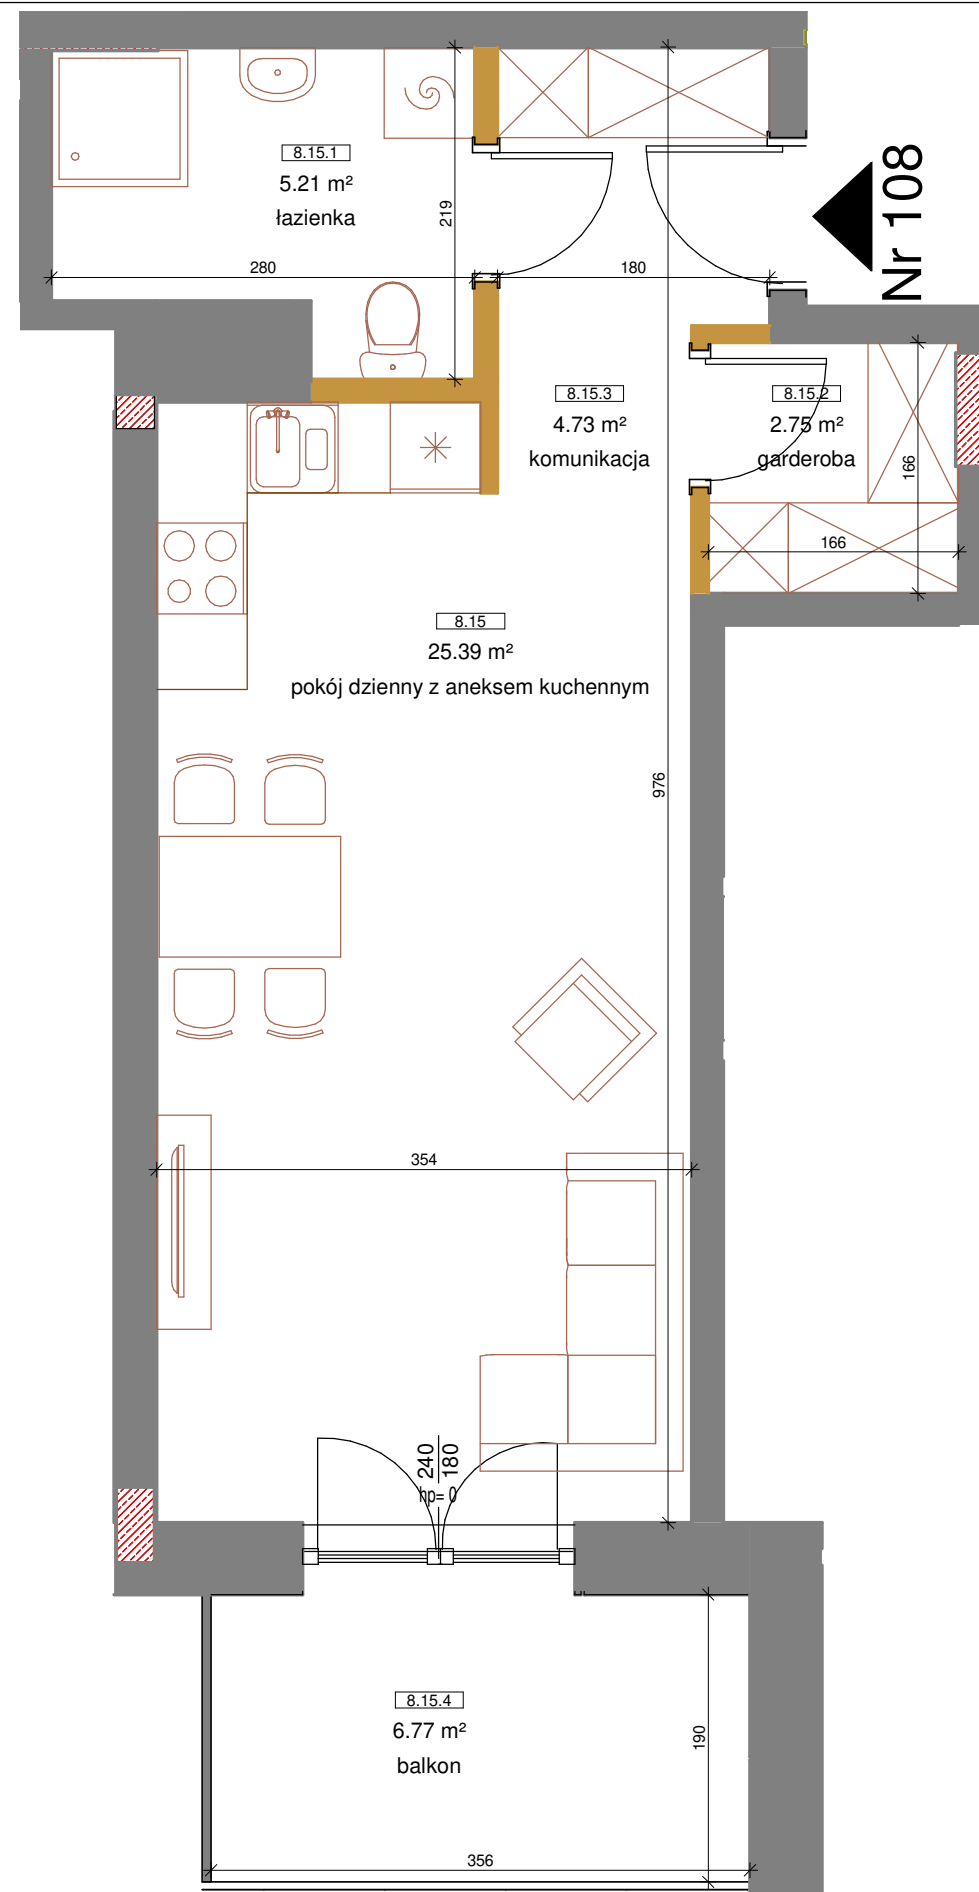 8.15.1
5.21 m²
łazienka
219
280
180
Nr 108
8.15.3
4.73 m²
komunikacja
8.15.2
2.75 m²
garderoba
166
166
8.15
25.39 m²
pokój dzienny z aneksem kuchennym
976
354
240
180
hp= 0
8.15.4
6.77 m²
balkon
190
356